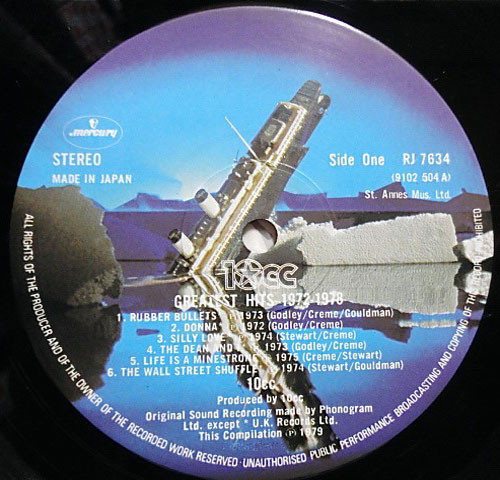 mercury
STEREO
MADE IN JAPAN
Side One RJ 7634
(9102 504 A)
St. Annes Mus. Ltd.
10cc
GREATEST HITS 1972-1978
1. RUBBER BULLETS * ℗ 1973 (Godley/Creme/Gouldman)
2. DONNA * ℗ 1972 (Godley/Creme)
3. SILLY LOVE * ℗ 1974 (Stewart/Creme)
4. THE DEAN AND I * ℗ 1973 (Godley/Creme)
5. LIFE IS A MINESTRONE ℗ 1975 (Creme/Stewart)
6. THE WALL STREET SHUFFLE * ℗ 1974 (Stewart/Gouldman)
10cc
Produced by 10cc
Original Sound Recording made by Phonogram
Ltd. except * U.K. Records Ltd.
This Compilation ℗ 1979
ALL RIGHTS OF THE PRODUCER AND OF THE OWNER OF THE RECORDED WORK RESERVED · UNAUTHORISED PUBLIC PERFORMANCE BROADCASTING AND COPYING OF THE RECORD PROHIBITED